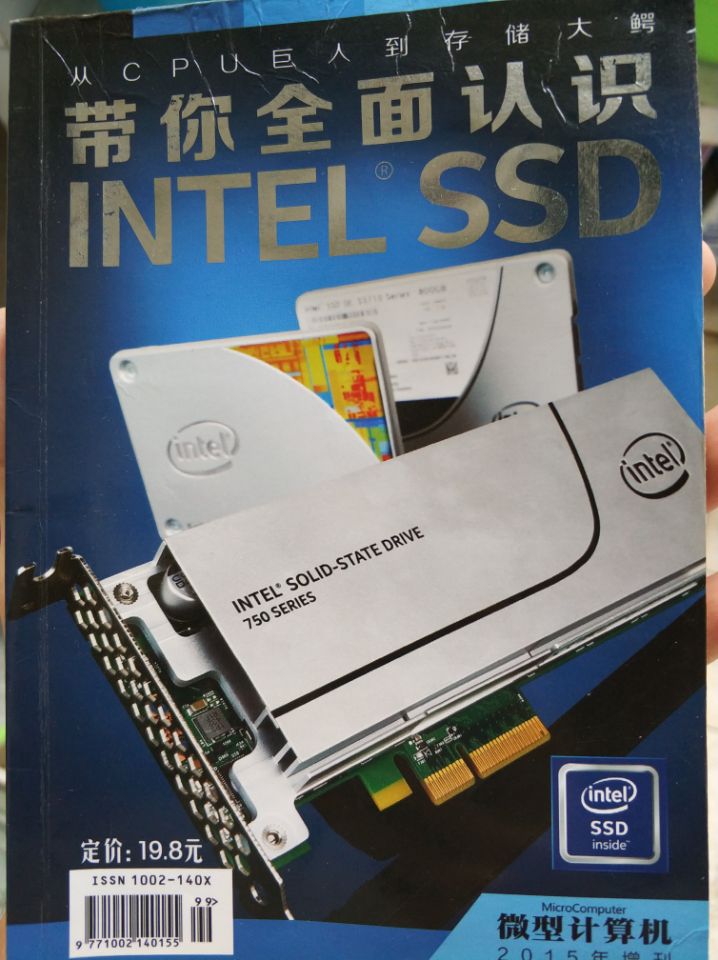 从CPU巨人到存储大鳄
带你全面认识
INTEL® SSD
800GB
intel
intel
INTEL® SOLID-STATE DRIVE
750 SERIES
intel
SSD
inside™
定价: 19.8元
ISSN 1002-140X
99>
9 771002 140155
MicroComputer
微型计算机
2015年增刊